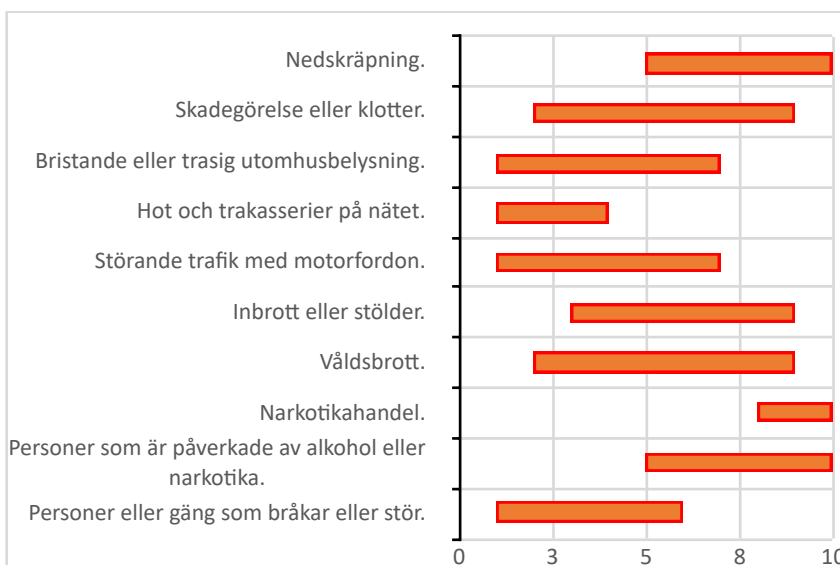 Nedskräpning.
Skadegörelse eller klotter.
Bristande eller trasig utomhusbelysning.
Hot och trakasserier på nätet.
Störande trafik med motorfordon.
Inbrott eller stölder.
Våldsbrott.
Narkotikahandel.
Personer som är påverkade av alkohol eller
narkotika.
Personer eller gäng som bråkar eller stör.
0 3 5 8 10